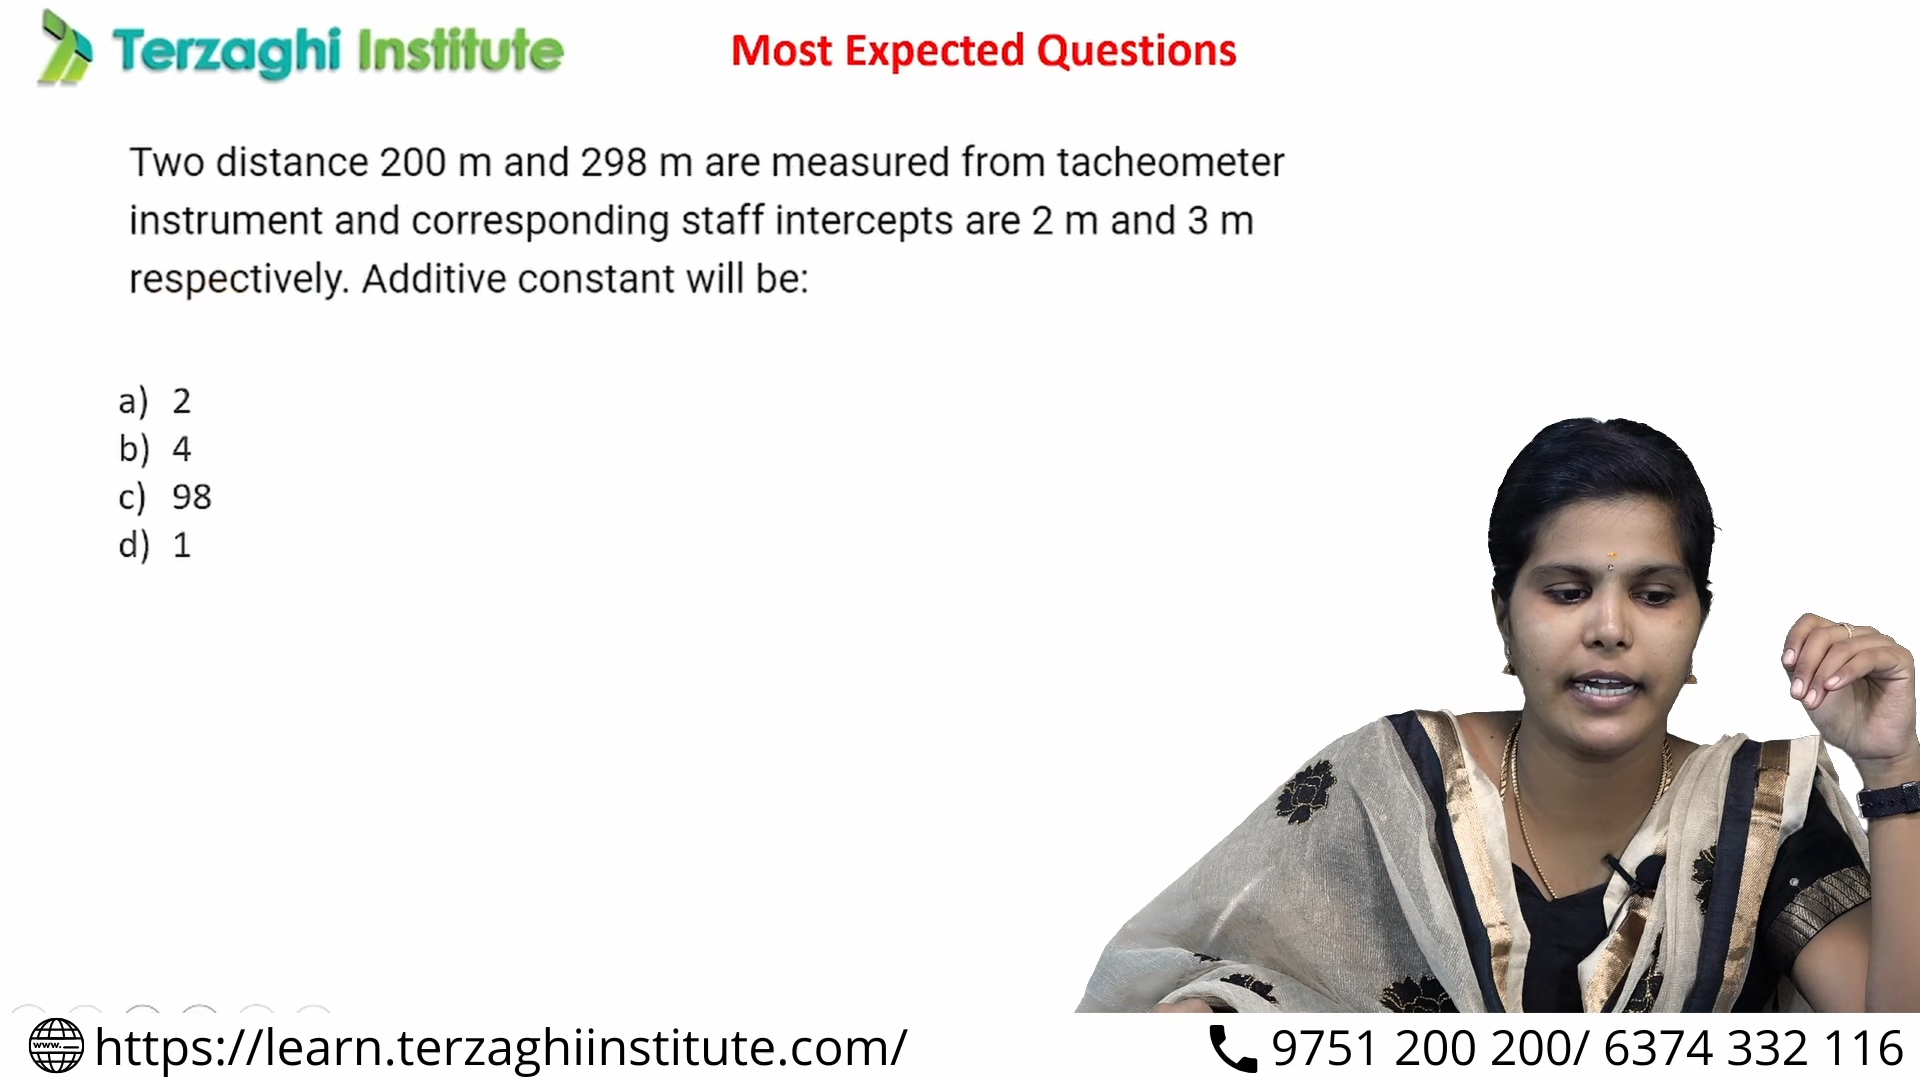 Terzaghi Institute
Most Expected Questions
Two distance 200 m and 298 m are measured from tacheometer
instrument and corresponding staff intercepts are 2 m and 3 m
respectively. Additive constant will be:
a) 2
b) 4
c) 98
d) 1
www.
https://learn.terzaghiinstitute.com/
9751 200 200/ 6374 332 116